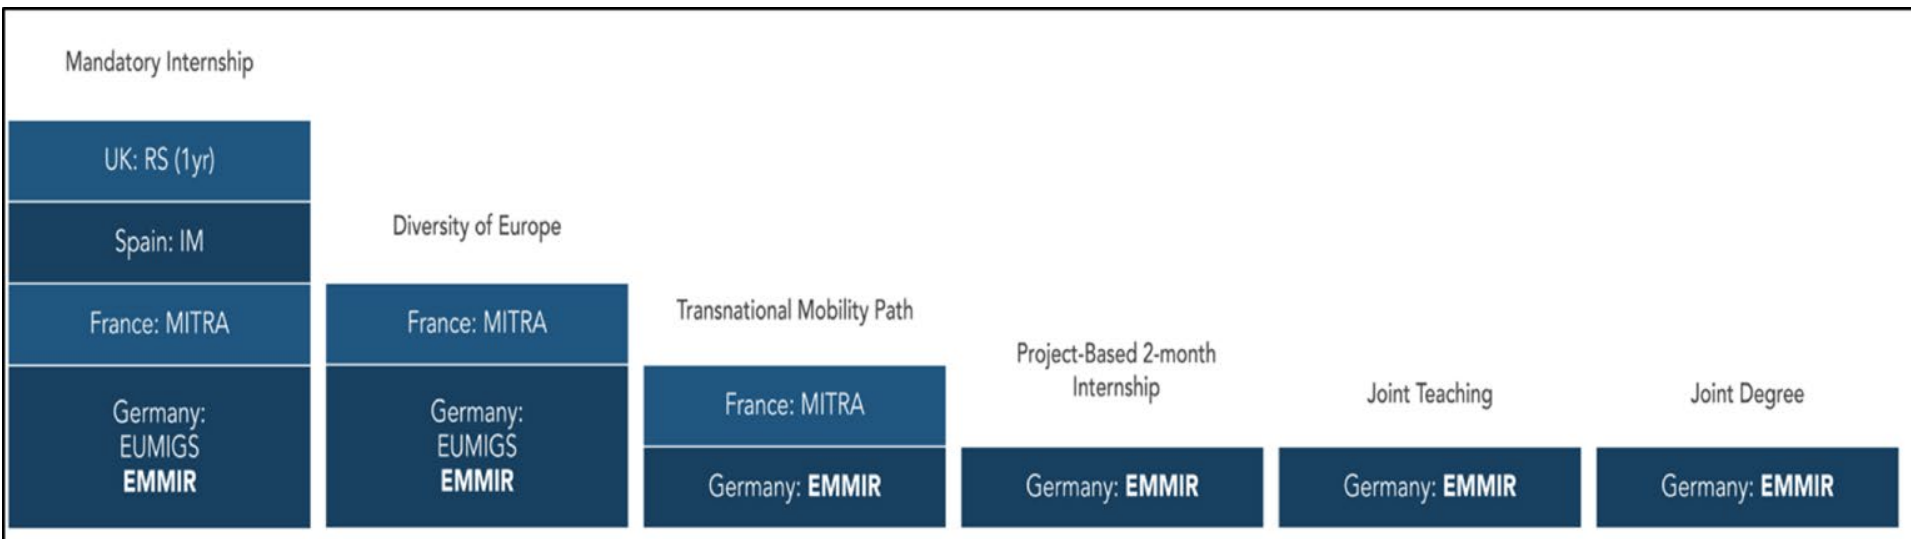 Mandatory Internship
UK: RS (1yr)
Spain: IM
France: MITRA
Germany:
EUMIGS
EMMIR
Diversity of Europe
France: MITRA
Germany:
EUMIGS
EMMIR
Transnational Mobility Path
France: MITRA
Germany: EMMIR
Project-Based 2-month
Internship
Germany: EMMIR
Joint Teaching
Germany: EMMIR
Joint Degree
Germany: EMMIR